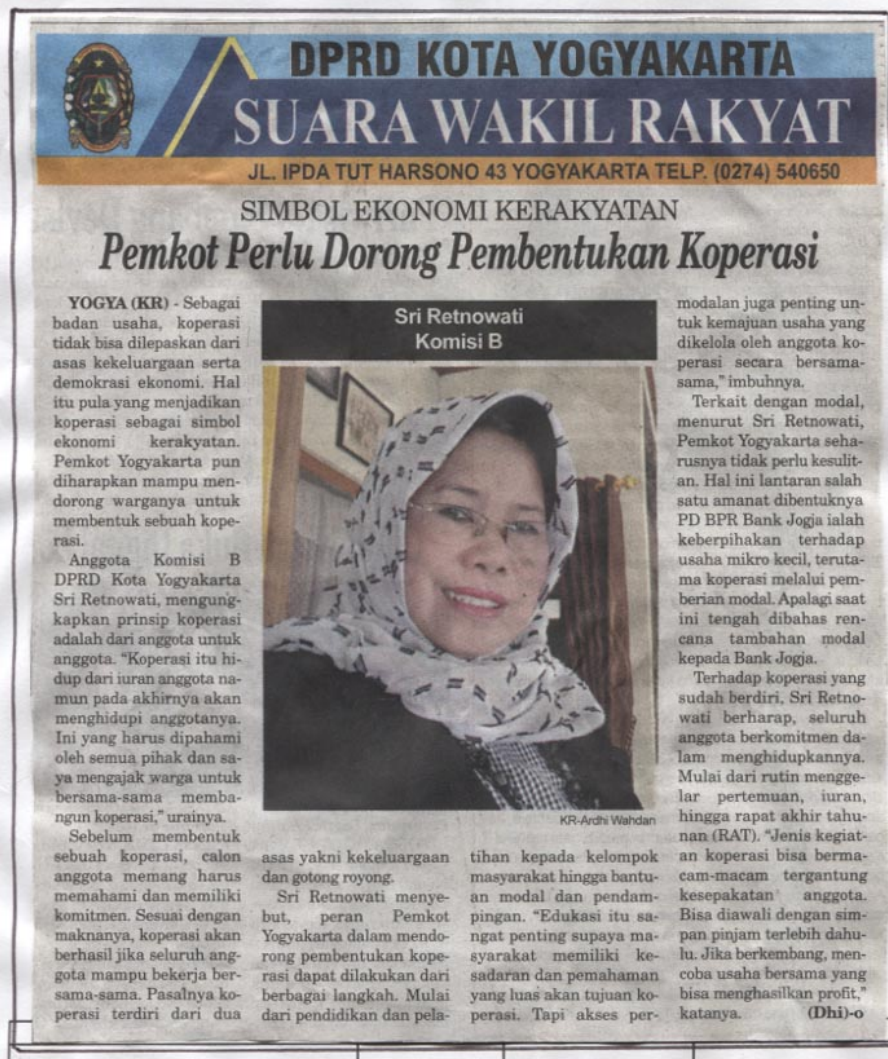 DPRD KOTA YOGYAKARTA
SUARA WAKIL RAKYAT
JL. IPDA TUT HARSONO 43 YOGYAKARTA TELP. (0274) 540650
SIMBOL EKONOMI KERAKYATAN
Pemkot Perlu Dorong Pembentukan Koperasi
YOGYA (KR) - Sebagai
badan usaha, koperasi
tidak bisa dilepaskan dari
asas kekeluargaan serta
demokrasi ekonomi. Hal
itu pula yang menjadikan
koperasi sebagai simbol
ekonomi kerakyatan.
Pemkot Yogyakarta pun
diharapkan mampu men-
dorong warganya untuk
membentuk sebuah kope-
rasi.
Anggota Komisi B
DPRD Kota Yogyakarta
Sri Retnowati, mengung-
kapkan prinsip koperasi
adalah dari anggota untuk
anggota. "Koperasi itu hi-
dup dari iuran anggota na-
mun pada akhirnya akan
menghidupi anggotanya.
Ini yang harus dipahami
oleh semua pihak dan sa-
ya mengajak warga untuk
bersama-sama memba-
ngun koperasi," urainya.
Sebelum membentuk
sebuah koperasi, calon
anggota memang harus
memahami dan memiliki
komitmen. Sesuai dengan
maknanya, koperasi akan
berhasil jika seluruh ang-
gota mampu bekerja ber-
sama-sama. Pasalnya ko-
perasi terdiri dari dua
Sri Retnowati
Komisi B
KR-Ardhi Wahdan
asas yakni kekeluargaan
dan gotong royong.
Sri Retnowati menye-
but, peran Pemkot
Yogyakarta dalam mendo-
rong pembentukan kope-
rasi dapat dilakukan dari
berbagai langkah. Mulai
dari pendidikan dan pela-
tihan kepada kelompok
masyarakat hingga bantu-
an modal dan pendam-
pingan. "Edukasi itu sa-
ngat penting supaya ma-
syarakat memiliki ke-
sadaran dan pemahaman
yang luas akan tujuan ko-
perasi. Tapi akses per-
modalan juga penting un-
tuk kemajuan usaha yang
dikelola oleh anggota ko-
perasi secara bersama-
sama," imbuhnya.
Terkait dengan modal,
menurut Sri Retnowati,
Pemkot Yogyakarta seha-
rusnya tidak perlu kesulit-
an. Hal ini lantaran salah
satu amanat dibentuknya
PD BPR Bank Jogja ialah
keberpihakan terhadap
usaha mikro kecil, teruta-
ma koperasi melalui pem-
berian modal. Apalagi saat
ini tengah dibahas ren-
cana tambahan modal
kepada Bank Jogja.
Terhadap koperasi yang
sudah berdiri, Sri Retno-
wati berharap, seluruh
anggota berkomitmen da-
lam menghidupkannya.
Mulai dari rutin mengge-
lar pertemuan, iuran,
hingga rapat akhir tahu-
nan (RAT). "Jenis kegiat-
an koperasi bisa berma-
cam-macam tergantung
kesepakatan anggota.
Bisa diawali dengan sim-
pan pinjam terlebih dahu-
lu. Jika berkembang, men-
coba usaha bersama yang
bisa menghasilkan profit,"
katanya. (Dhi)-o